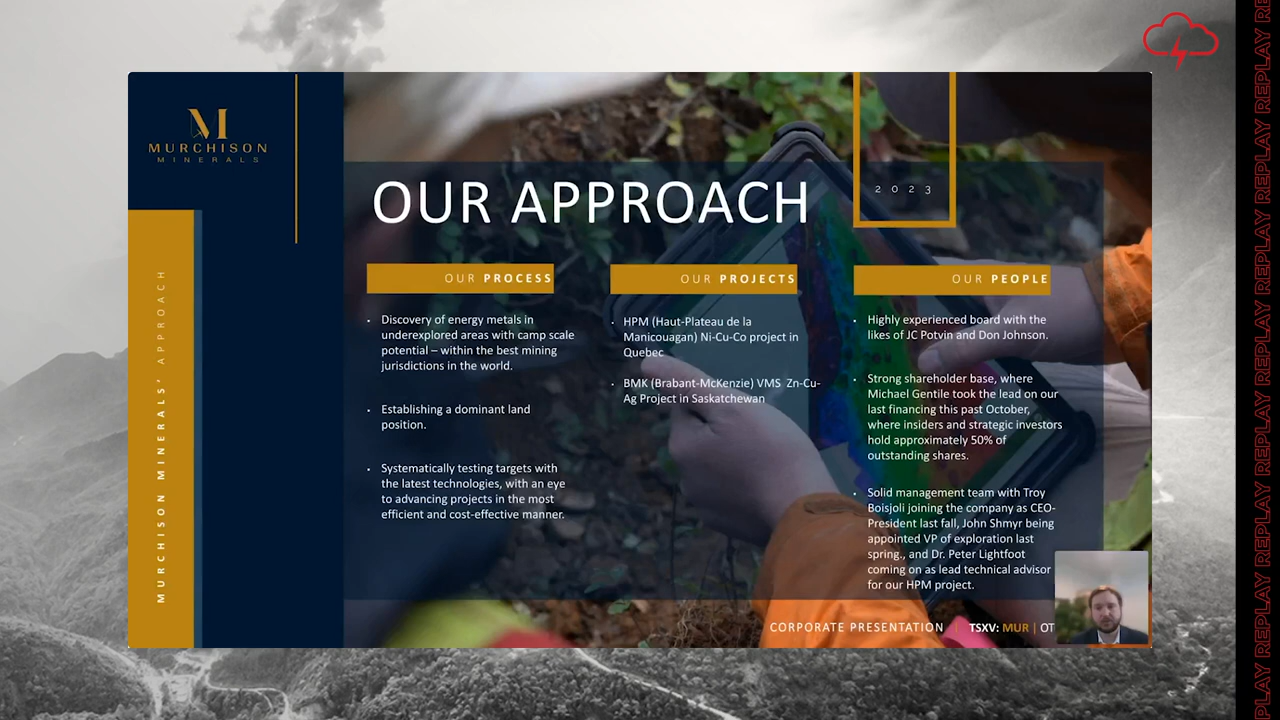 MURCHISON
MINERALS
MURCHISON MINERALS' APPROACH
OUR APPROACH
2023
OUR PROCESS
• Discovery of energy metals in
underexplored areas with camp scale
potential – within the best mining
jurisdictions in the world.
• Establishing a dominant land
position.
• Systematically testing targets with
the latest technologies, with an eye
to advancing projects in the most
efficient and cost-effective manner.
OUR PROJECTS
• HPM (Haut-Plateau de la
Manicouagan) Ni-Cu-Co project in
Quebec
• BMK (Brabant-McKenzie) VMS Zn-Cu-
Ag Project in Saskatchewan
OUR PEOPLE
• Highly experienced board with the
likes of JC Potvin and Don Johnson.
• Strong shareholder base, where
Michael Gentile took the lead on our
last financing this past October,
where insiders and strategic investors
hold approximately 50% of
outstanding shares.
• Solid management team with Troy
Boisjoli joining the company as CEO-
President last fall, John Shmyr being
appointed VP of exploration last
spring., and Dr. Peter Lightfoot
coming on as lead technical advisor
for our HPM project.
CORPORATE PRESENTATION | TSXV: MUR | OT
PLAY REPLAY REPLAY REPLAY REPLAY REPLAY REPLAY REPLAY RE